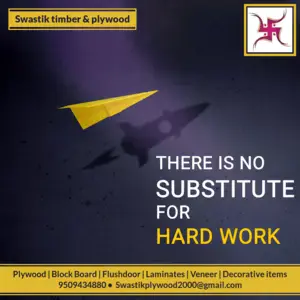 Swastik timber & plywood
THERE IS NO
SUBSTITUTE
FOR
HARD WORK
Plywood | Block Board | Flushdoor | Laminates | Veneer | Decorative items
9509434880 ● Swastikplywood2000@gmail.com